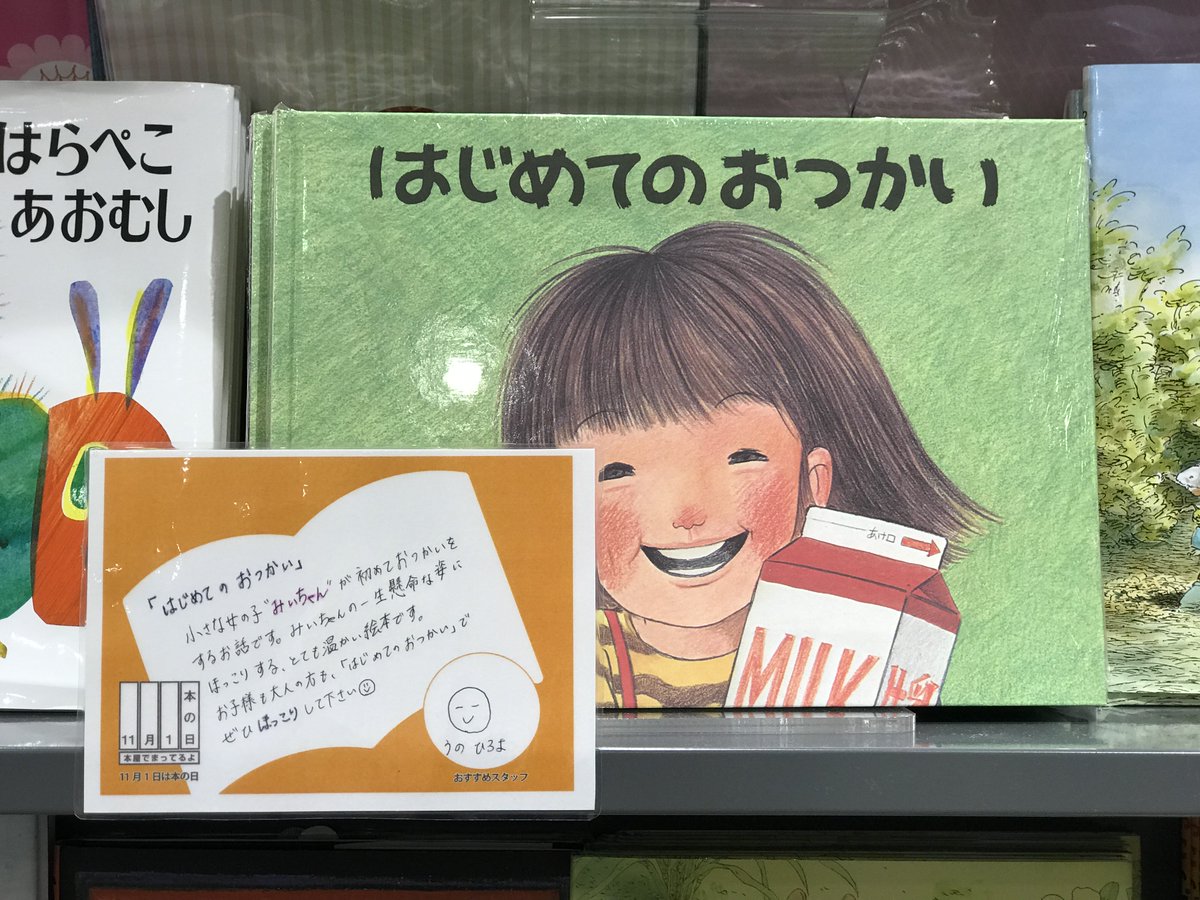 はらぺこ
あおむし
はじめてのおつかい
あけ口
MILK
「はじめての おつかい」
小さな女の子"みぃちゃん"が初めておつかいを
するお話です。みぃちゃんの一生懸命な姿に
ほっこりする、とても温かい絵本です。
お子様も大人の方も、「はじめてのおつかい」で
ぜひほっこりして下さい
うの ひろよ
おすすめスタッフ
本の日
11月1日
本屋でまってるよ
11月1日は本の日